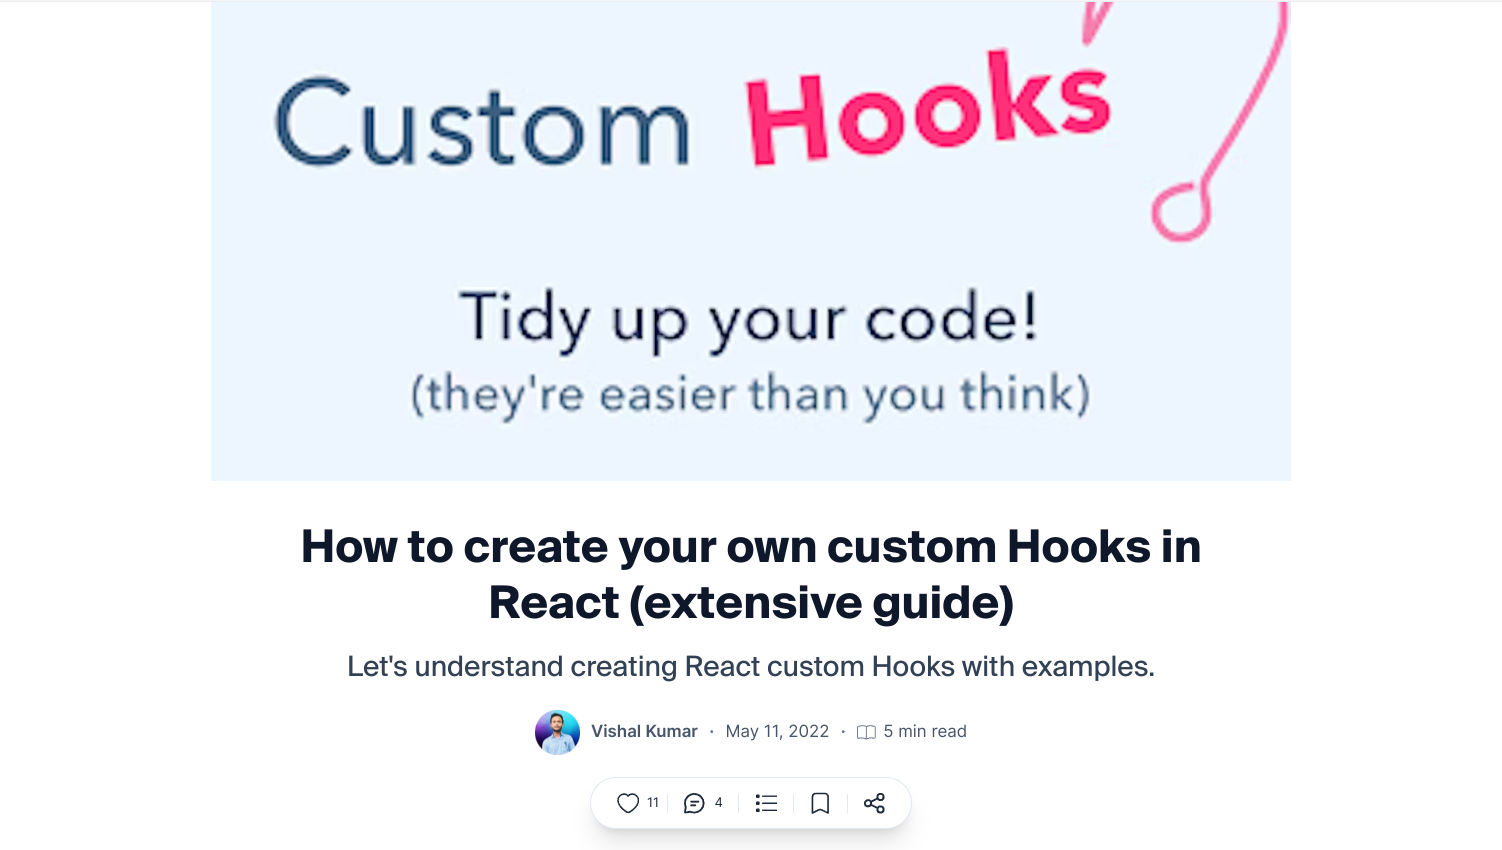 Custom Hooks
Tidy up your code!
(they're easier than you think)
How to create your own custom Hooks in
React (extensive guide)
Let's understand creating React custom Hooks with examples.
Vishal Kumar · May 11, 2022 · 5 min read
11 4